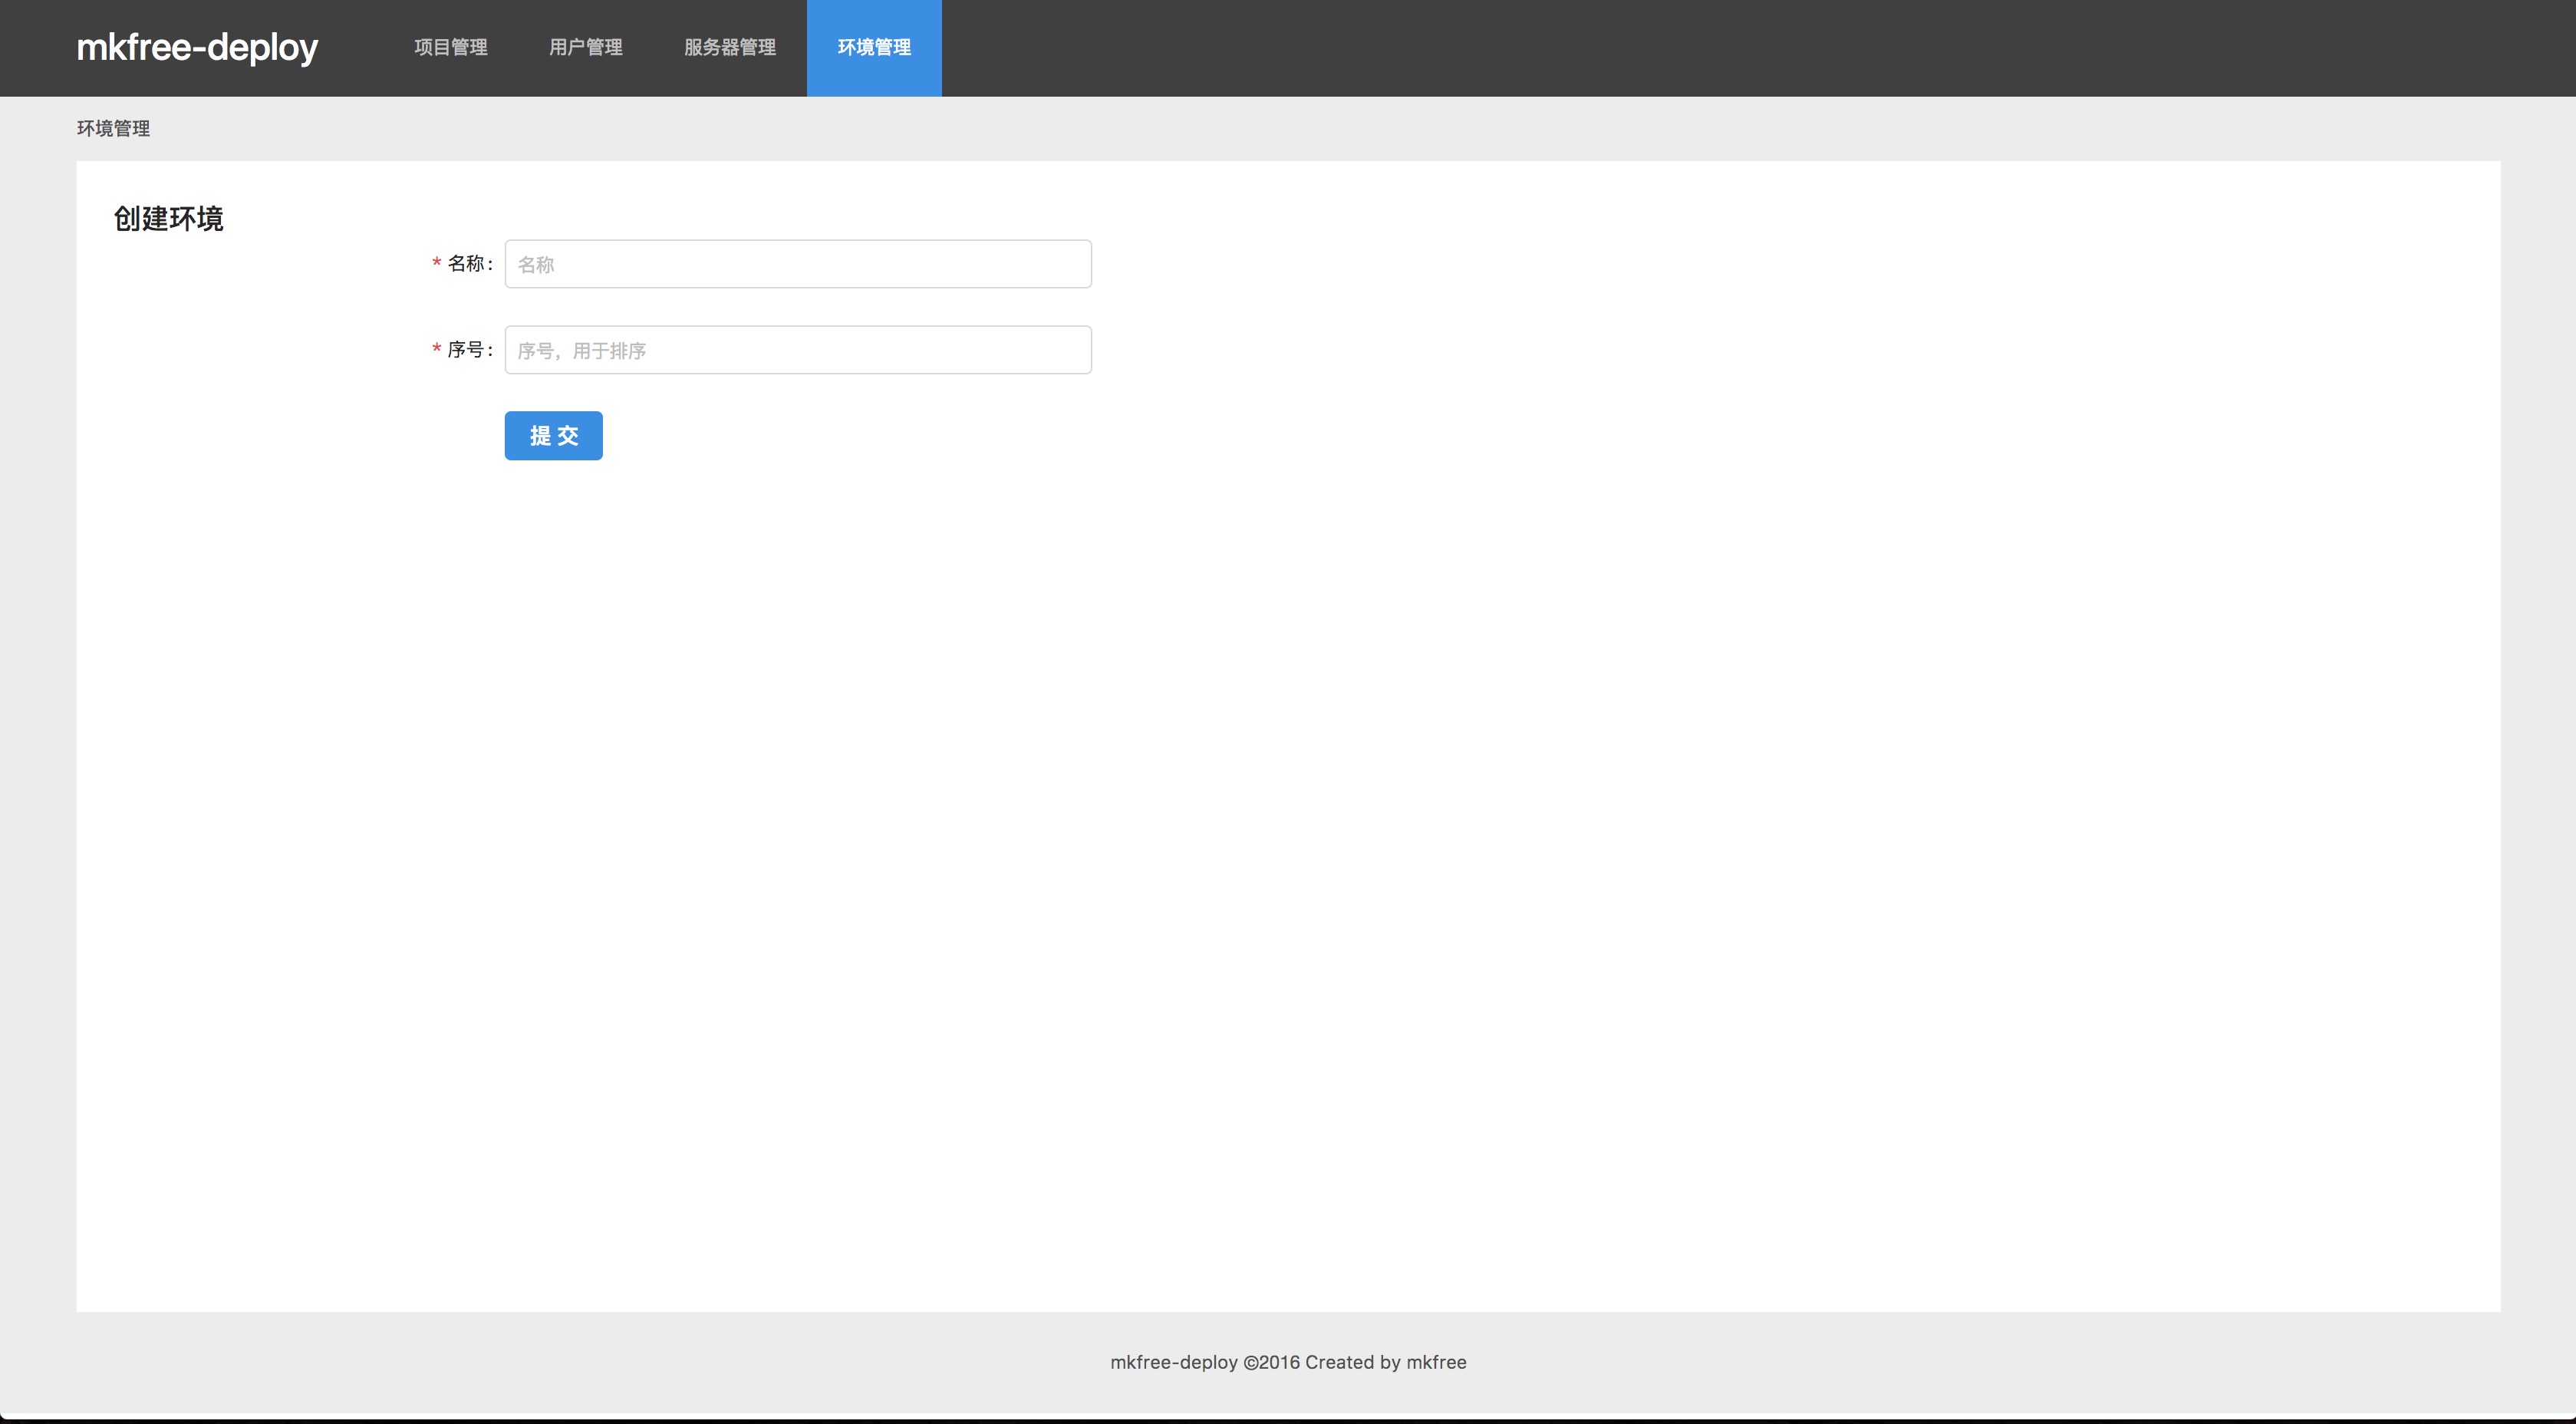 mkfree-deploy 项目管理 用户管理 服务器管理 环境管理
环境管理
创建环境
* 名称: 名称
* 序号: 序号，用于排序
提 交
mkfree-deploy ©2016 Created by mkfree